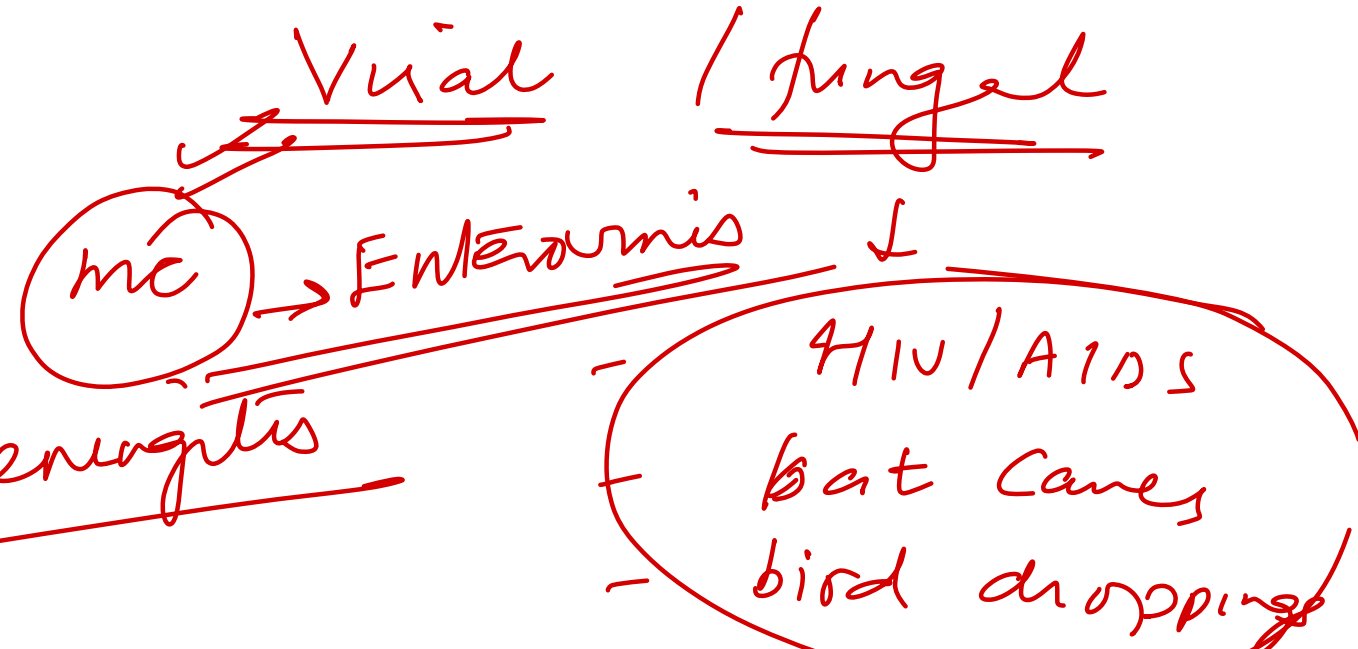 Viral / fungal
mc → Enterovirus
eningitis
- HIV/AIDS
- bat caves
- bird droppings